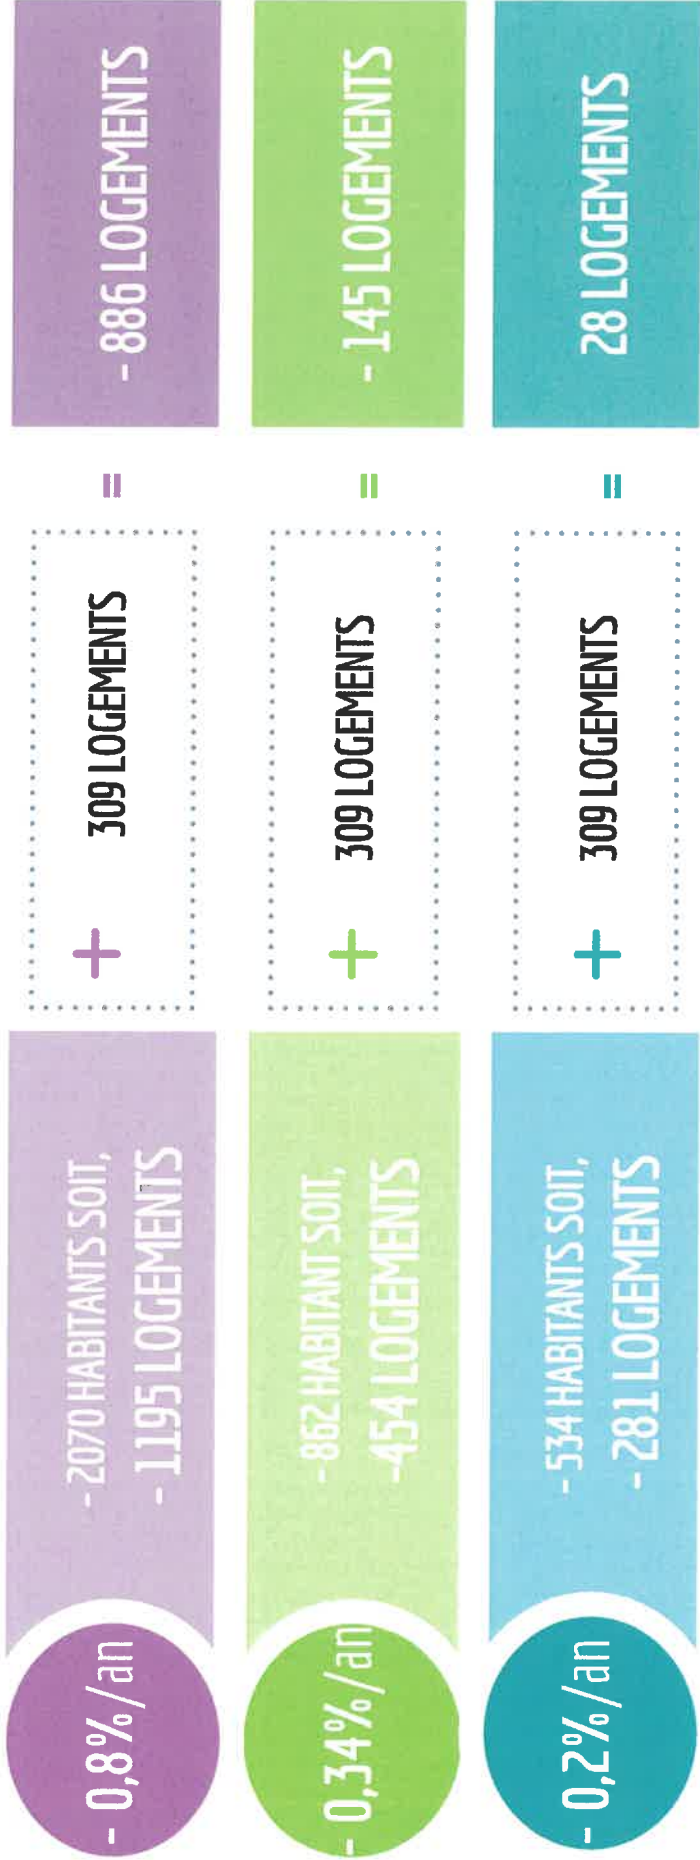 - 0,8%/an
- 2070 HABITANTS SOIT,
- 1195 LOGEMENTS
+
309 LOGEMENTS
=
- 886 LOGEMENTS
- 0,34%/an
-862 HABITANT SOIT,
-454 LOGEMENTS
+
309 LOGEMENTS
=
- 145 LOGEMENTS
- 0,2%/an
- 534 HABITANTS SOIT,
- 281 LOGEMENTS
+
309 LOGEMENTS
=
28 LOGEMENTS